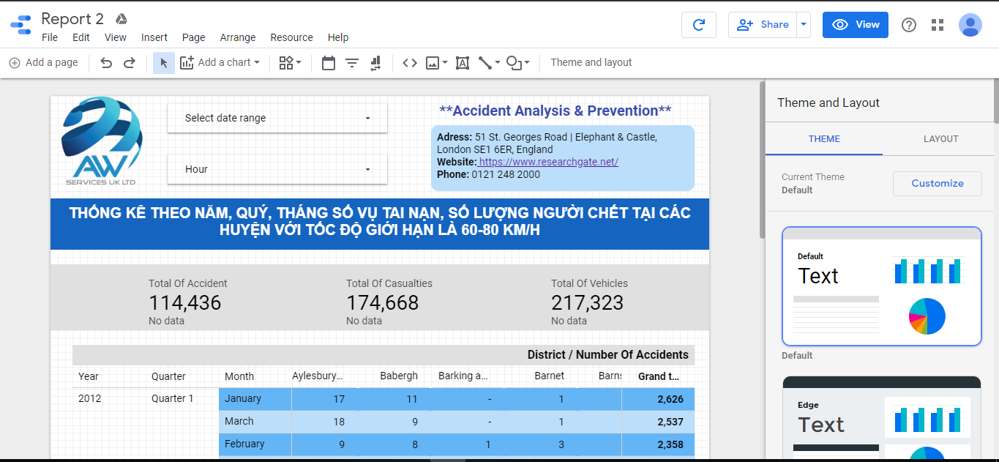 Report 2
File Edit View Insert Page Arrange Resource Help
Share
View
Add a page
Add a chart
Theme and layout
AW
SERVICES UK LTD
Select date range
Hour
**Accident Analysis & Prevention**
Adress: 51 St. Georges Road | Elephant & Castle,
London SE1 6ER, England
Website: https://www.researchgate.net/
Phone: 0121 248 2000
THỐNG KÊ THEO NĂM, QUÝ, THÁNG SỐ VỤ TAI NẠN, SỐ LƯỢNG NGƯỜI CHẾT TẠI CÁC
HUYỆN VỚI TỐC ĐỘ GIỚI HẠN LÀ 60-80 KM/H
Total Of Accident
114,436
No data
Total Of Casualties
174,668
No data
Total Of Vehicles
217,323
No data
District / Number Of Accidents
Year Quarter Month Aylesbury... Babergh Barking a... Barnet Barns Grand t...
2012 Quarter 1 January 17 11 - 1 2,626
March 18 9 - 1 2,537
February 9 8 1 3 2,358
Theme and Layout
THEME LAYOUT
Current Theme
Default
Customize
Default
Text
Default
Edge
Text